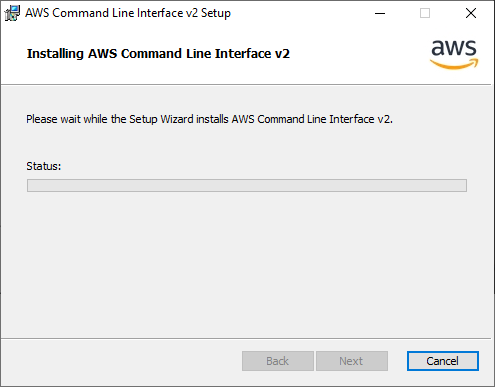 AWS Command Line Interface v2 Setup
Installing AWS Command Line Interface v2
aws
Please wait while the Setup Wizard installs AWS Command Line Interface v2.
Status:
Back
Next
Cancel